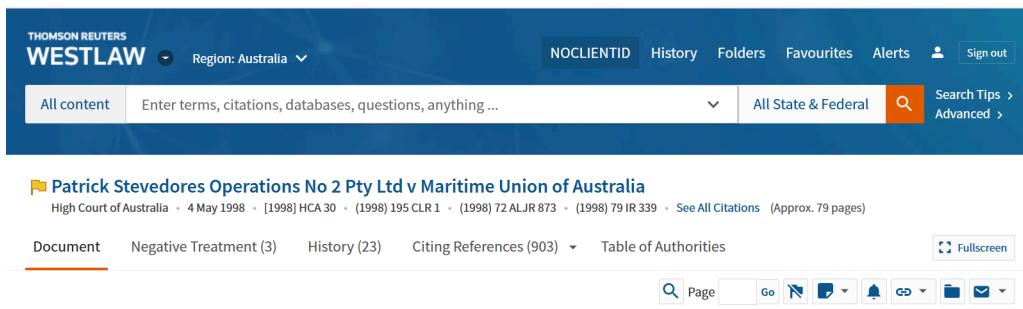 THOMSON REUTERS
WESTLAW Region: Australia NOCLIENTID History Folders Favourites Alerts Sign out
All content Enter terms, citations, databases, questions, anything ... All State & Federal Search Tips
Advanced
Patrick Stevedores Operations No 2 Pty Ltd v Maritime Union of Australia
High Court of Australia • 4 May 1998 • [1998] HCA 30 • (1998) 195 CLR 1 • (1998) 72 ALJR 873 • (1998) 79 IR 339 • See All Citations (Approx. 79 pages)
Document Negative Treatment (3) History (23) Citing References (903) Table of Authorities Fullscreen
Page Go